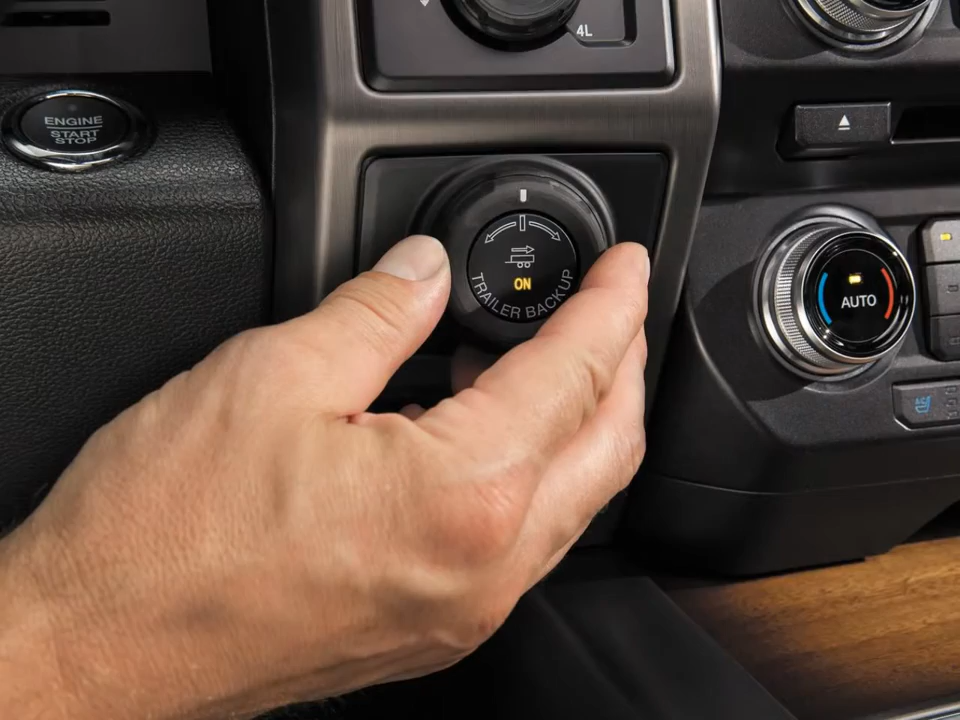 4L
ENGINE
START
STOP
ON
TRAILER BACKUP
AUTO